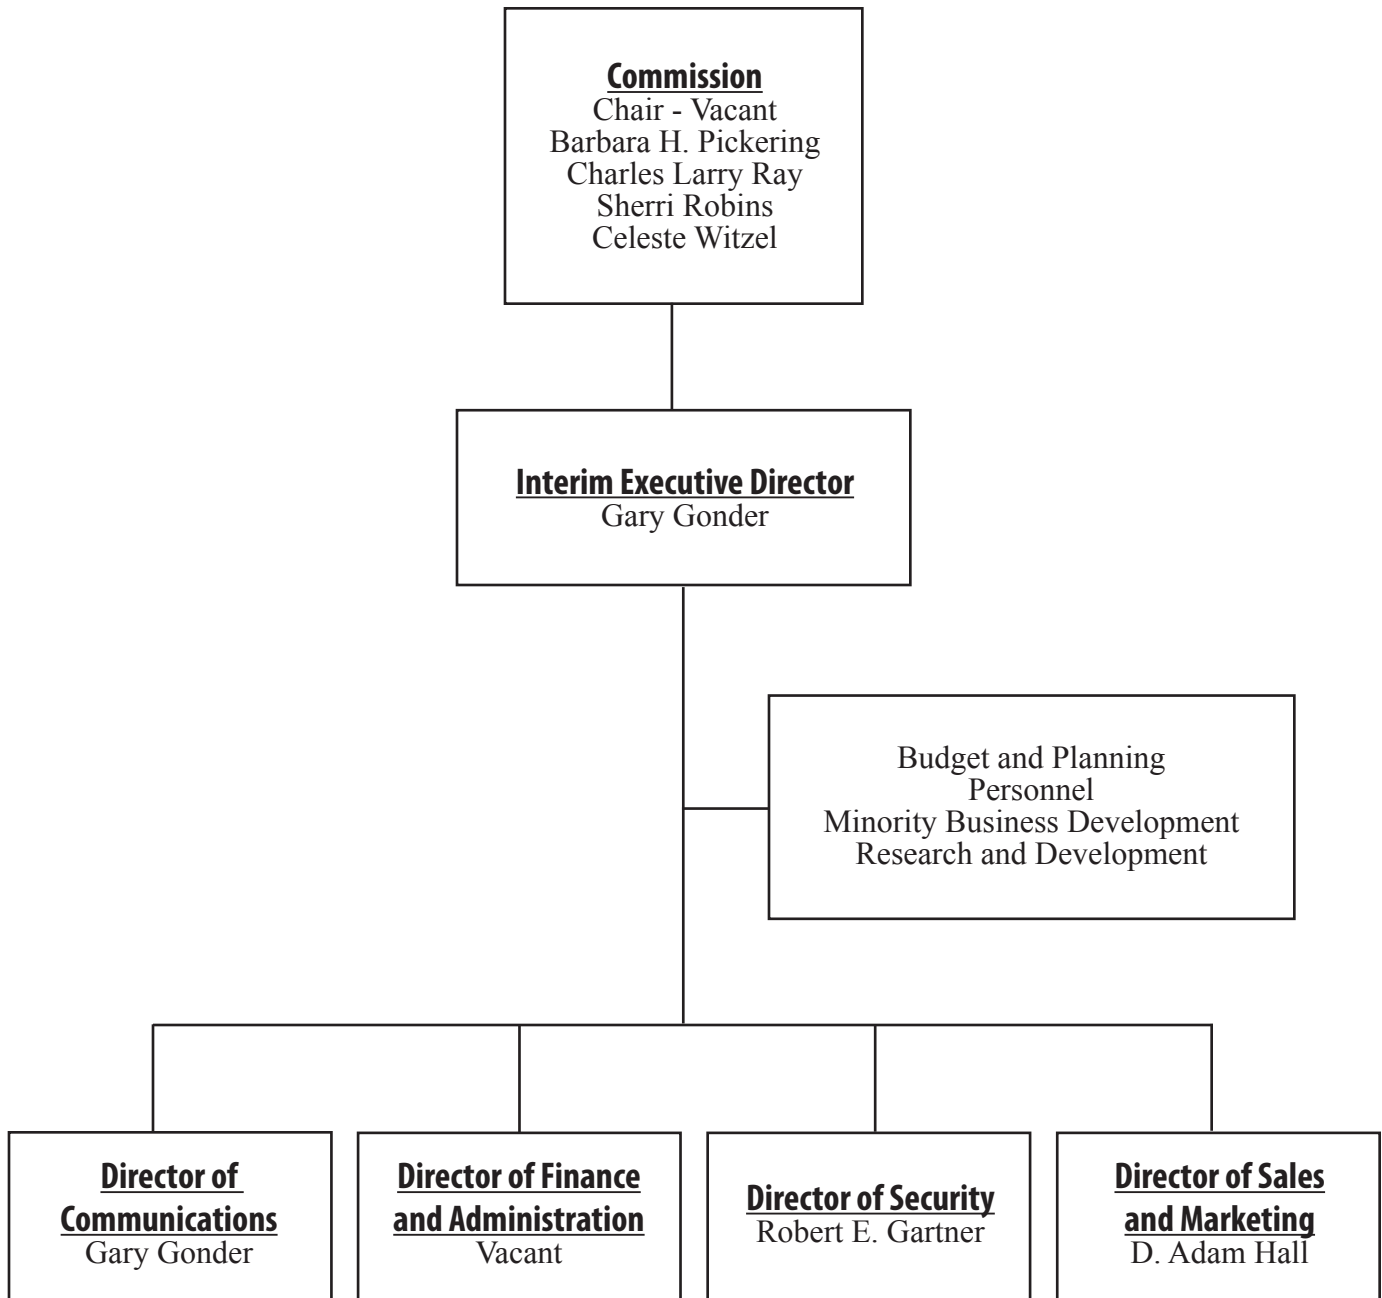 Commission
Chair - Vacant
Barbara H. Pickering
Charles Larry Ray
Sherri Robins
Celeste Witzel
Interim Executive Director
Gary Gonder
Budget and Planning
Personnel
Minority Business Development
Research and Development
Director of
Communications
Gary Gonder
Director of Finance
and Administration
Vacant
Director of Security
Robert E. Gartner
Director of Sales
and Marketing
D. Adam Hall